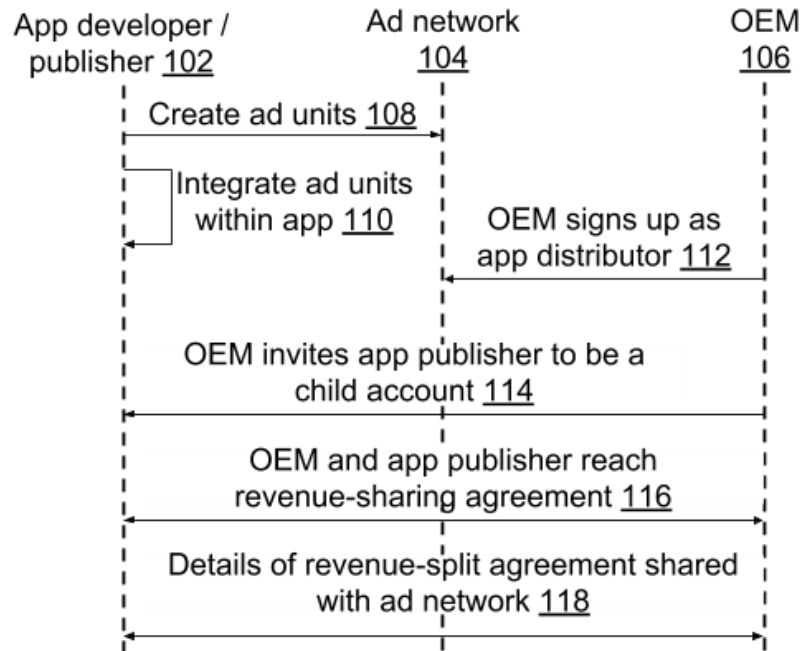 App developer /
publisher 102
Ad network
104
OEM
106
Create ad units 108
Integrate ad units
within app 110
OEM signs up as
app distributor 112
OEM invites app publisher to be a
child account 114
OEM and app publisher reach
revenue-sharing agreement 116
Details of revenue-split agreement shared
with ad network 118